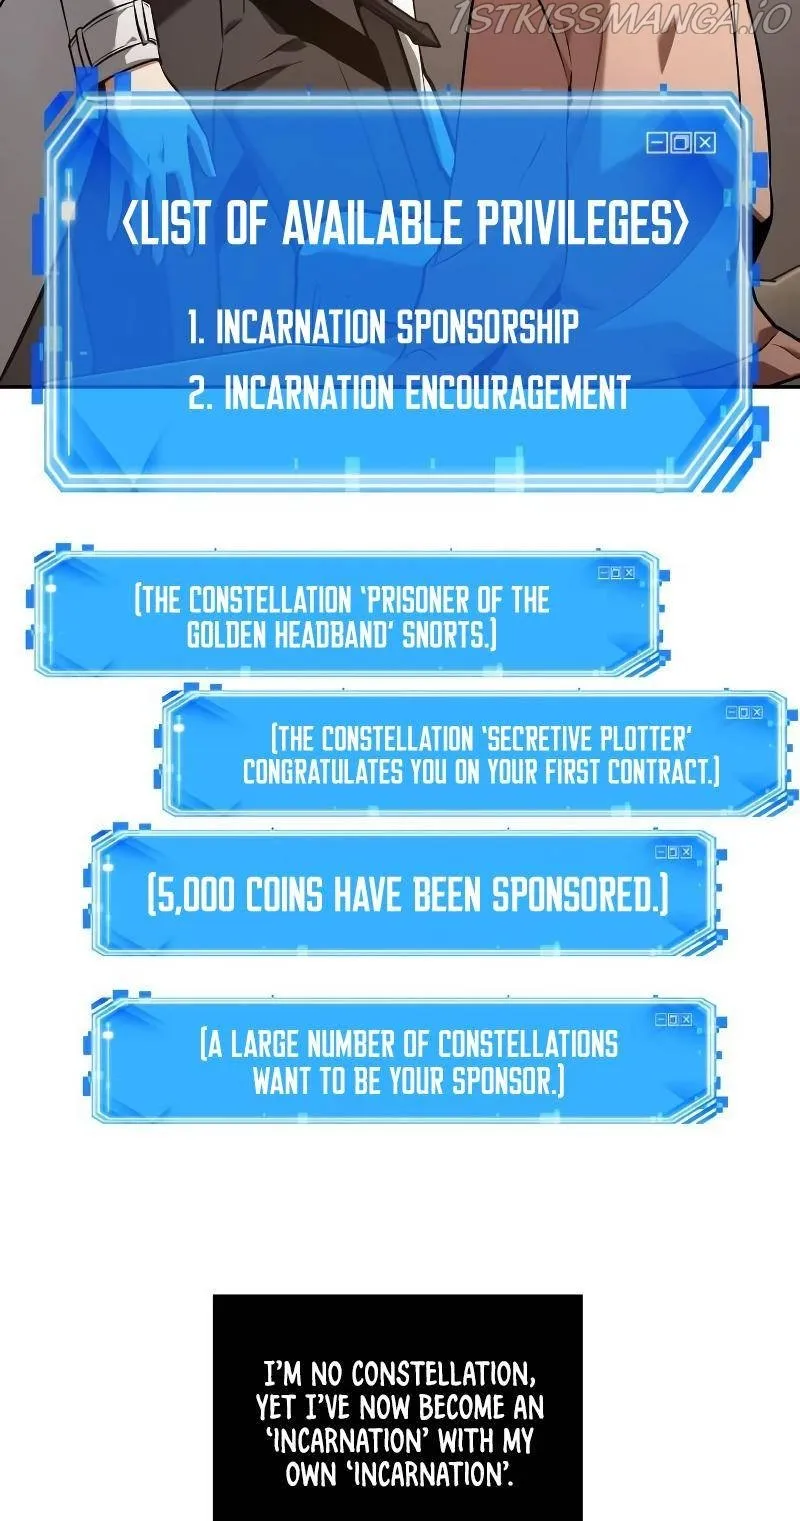 1STKISSMANGA.iO
<LIST OF AVAILABLE PRIVILEGES>
1. INCARNATION SPONSORSHIP
2. INCARNATION ENCOURAGEMENT
[THE CONSTELLATION ‘PRISONER OF THE
GOLDEN HEADBAND’ SNORTS.]
[THE CONSTELLATION ‘SECRETIVE PLOTTER’
CONGRATULATES YOU ON YOUR FIRST CONTRACT.]
[5,000 COINS HAVE BEEN SPONSORED.]
[A LARGE NUMBER OF CONSTELLATIONS
WANT TO BE YOUR SPONSOR.]
I'M NO CONSTELLATION,
YET I'VE NOW BECOME AN
‘INCARNATION’ WITH MY
OWN ‘INCARNATION’.